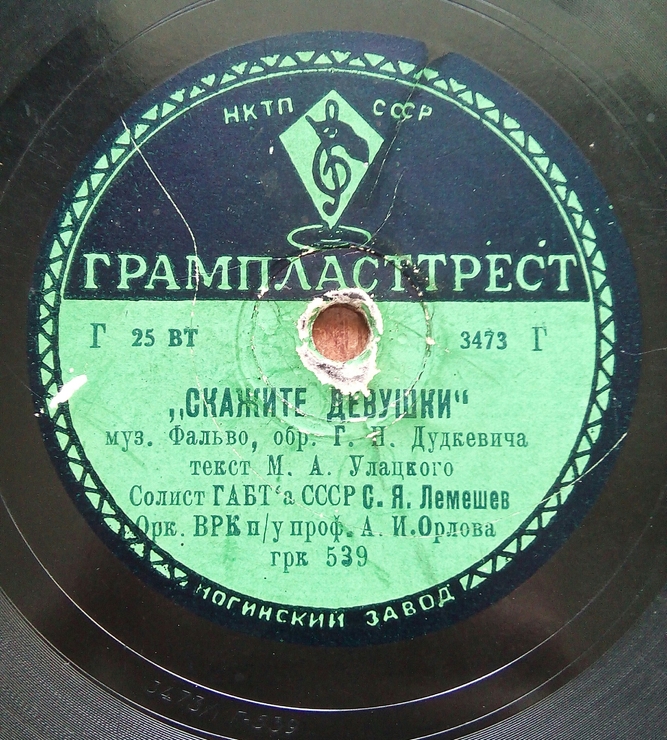 НКТП СССР
ГРАМПЛАСТТРЕСТ
Г 25 ВТ 3473 Г
„СКАЖИТЕ ДЕВУШКИ“
муз. Фальво, обр. Г. Н. Дудкевича
текст М. А. Улацкого
Солист ГАБТ‘а СССР С. Я. Лемешев
Орк. ВРК п/у проф. А. И. Орлова
грк 539
НОГИНСКИЙ ЗАВОД